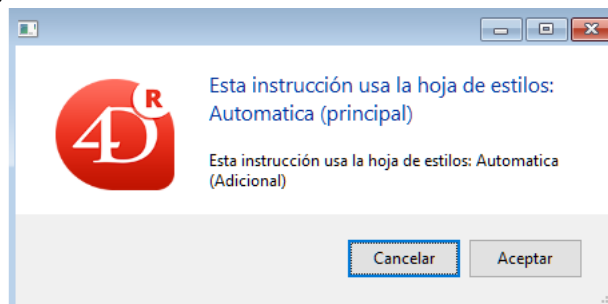 4D R
Esta instrucción usa la hoja de estilos:
Automatica (principal)
Esta instrucción usa la hoja de estilos: Automatica
(Adicional)
Cancelar
Aceptar